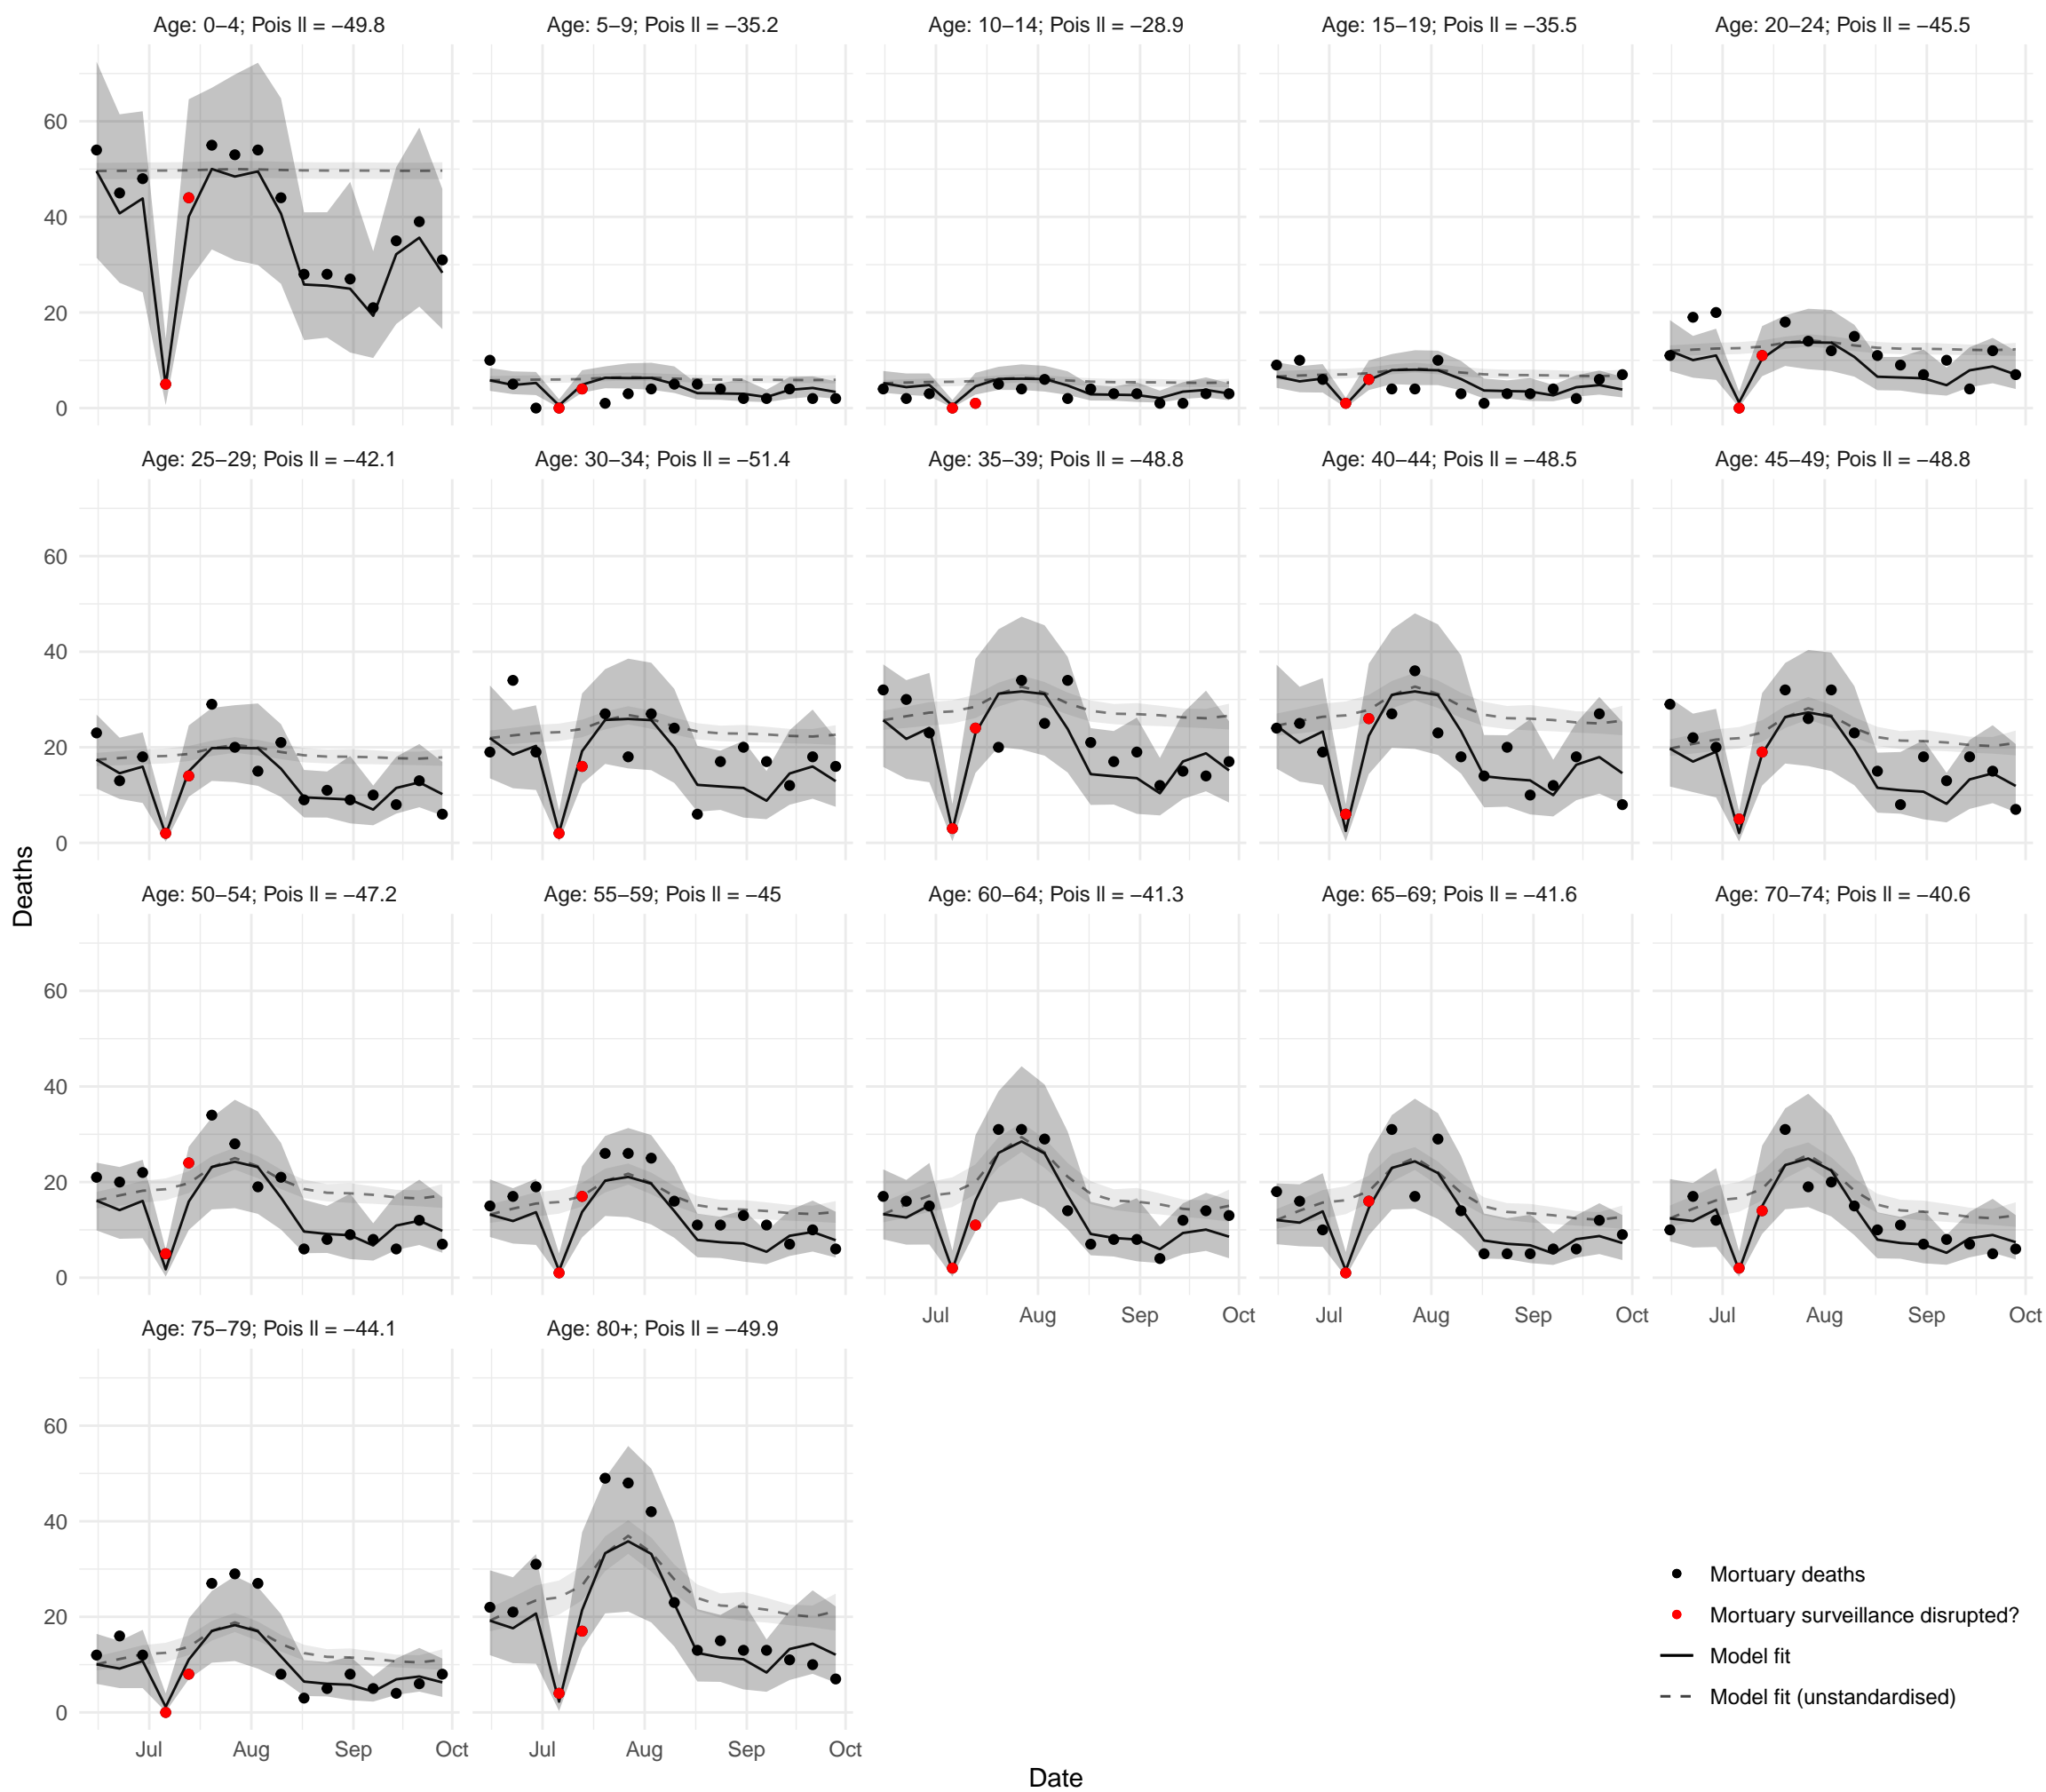 Age: 0–4; Pois ll = −49.8
Age: 5–9; Pois ll = −35.2
Age: 10–14; Pois ll = −28.9
Age: 15–19; Pois ll = −35.5
Age: 20–24; Pois ll = −45.5
60
40
20
0
Age: 25–29; Pois ll = −42.1
Age: 30–34; Pois ll = −51.4
Age: 35–39; Pois ll = −48.8
Age: 40–44; Pois ll = −48.5
Age: 45–49; Pois ll = −48.8
60
40
20
0
Deaths
Age: 50–54; Pois ll = −47.2
Age: 55–59; Pois ll = −45
Age: 60–64; Pois ll = −41.3
Age: 65–69; Pois ll = −41.6
Age: 70–74; Pois ll = −40.6
60
40
20
0
Jul Aug Sep Oct
Jul Aug Sep Oct
Jul Aug Sep Oct
Age: 75–79; Pois ll = −44.1
Age: 80+; Pois ll = −49.9
60
40
20
0
Jul Aug Sep Oct
Jul Aug Sep Oct
Mortuary deaths
Mortuary surveillance disrupted?
Model fit
Model fit (unstandardised)
Date